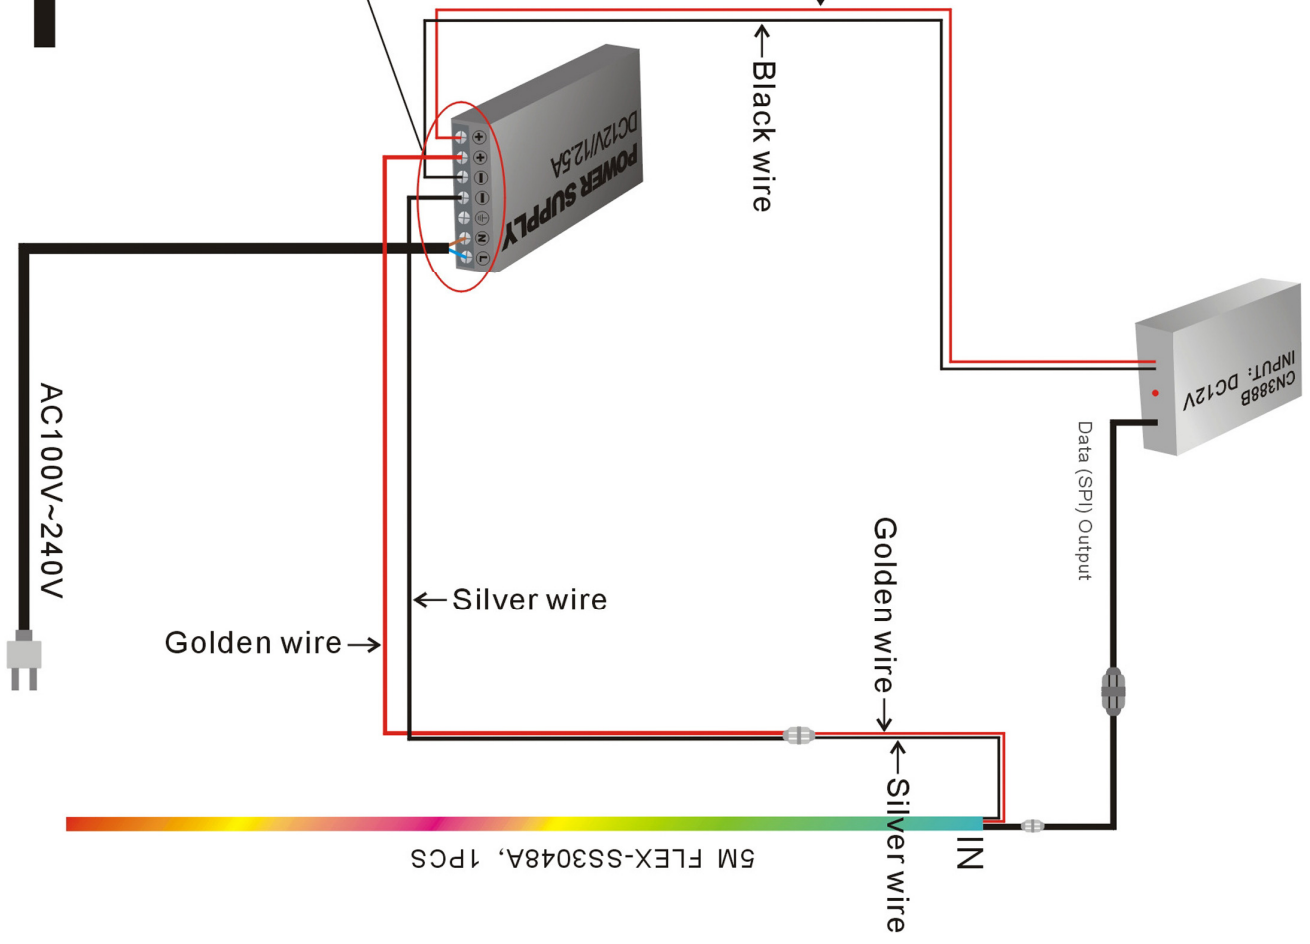 Black wire
DC12V/12.5A
POWER SUPPLY
+
+
−
−
⏚
N
L
CN388B
INPUT: DC12V
AC100V~240V
Data (SPI) Output
Golden wire
Silver wire
Golden wire
Silver wire
IN
5M FLEX-SS3048A, 1PCS